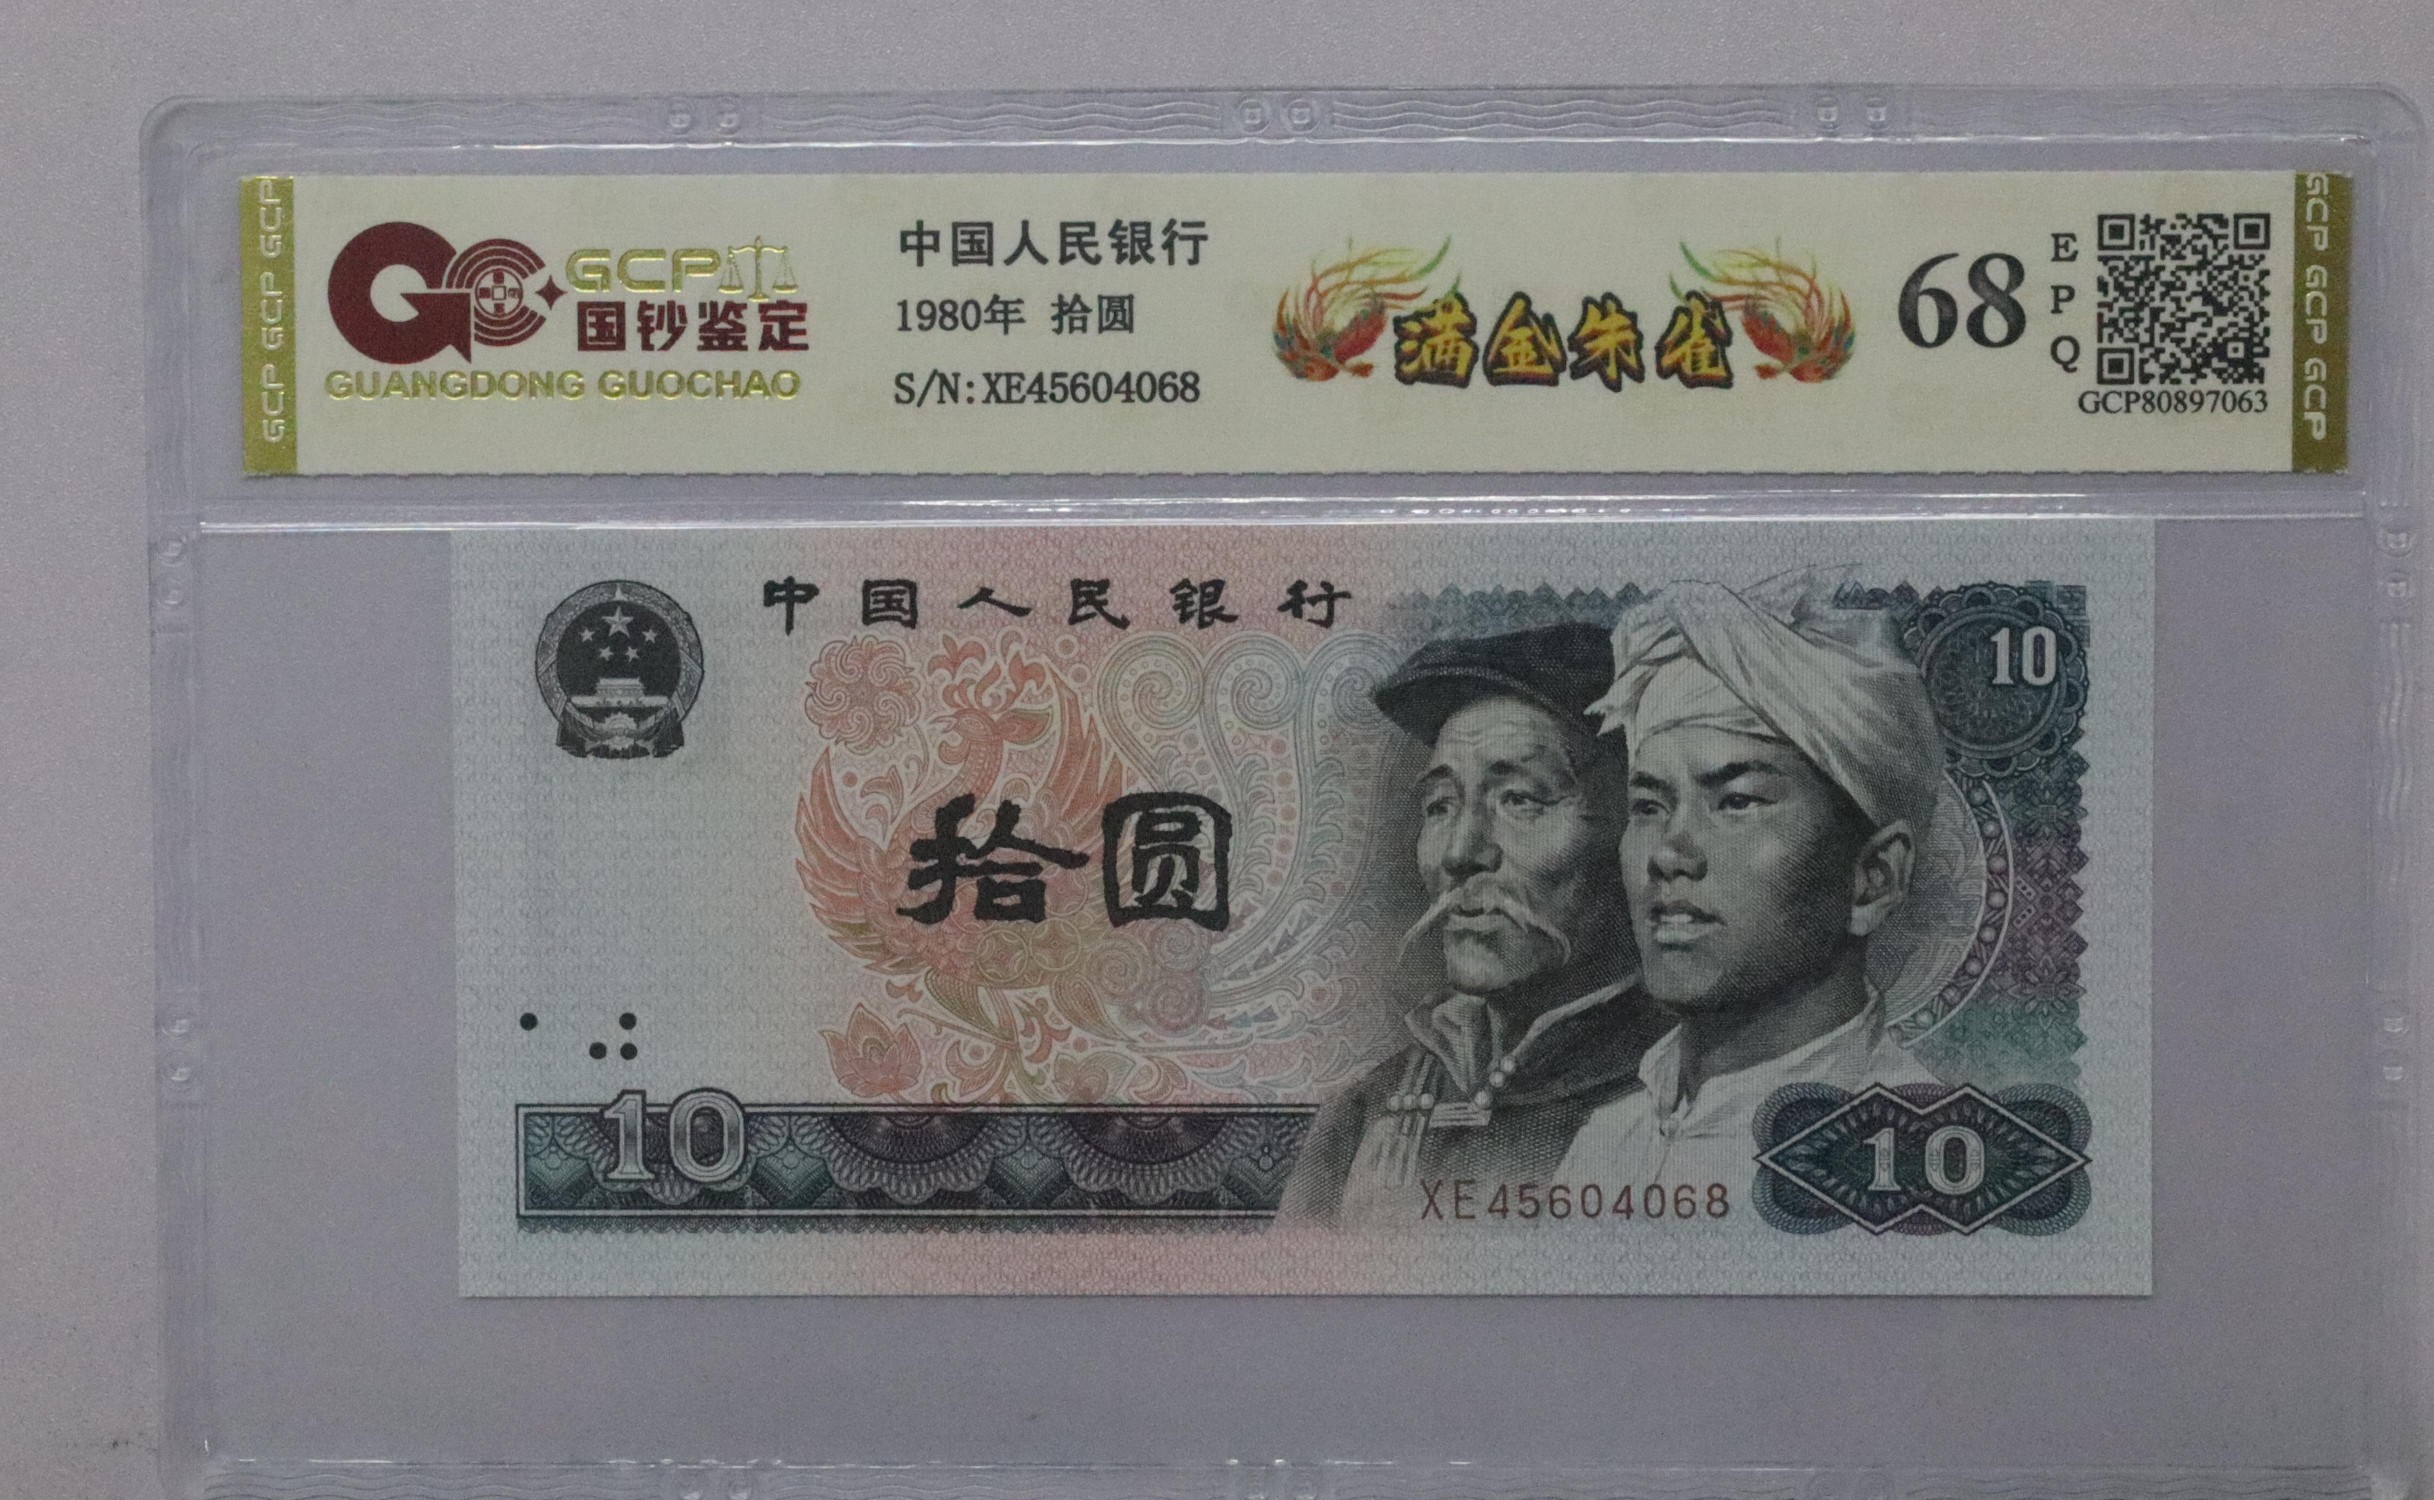 GCP
国钞鉴定
GUANGDONG GUOCHAO
中国人民银行
1980年 拾圆
S/N:XE45604068
满金朱雀
68
EPQ
GCP80897063
GCP GCP GCP
GCP GCP GCP
中国人民银行
10
拾圆
10
XE45604068
10